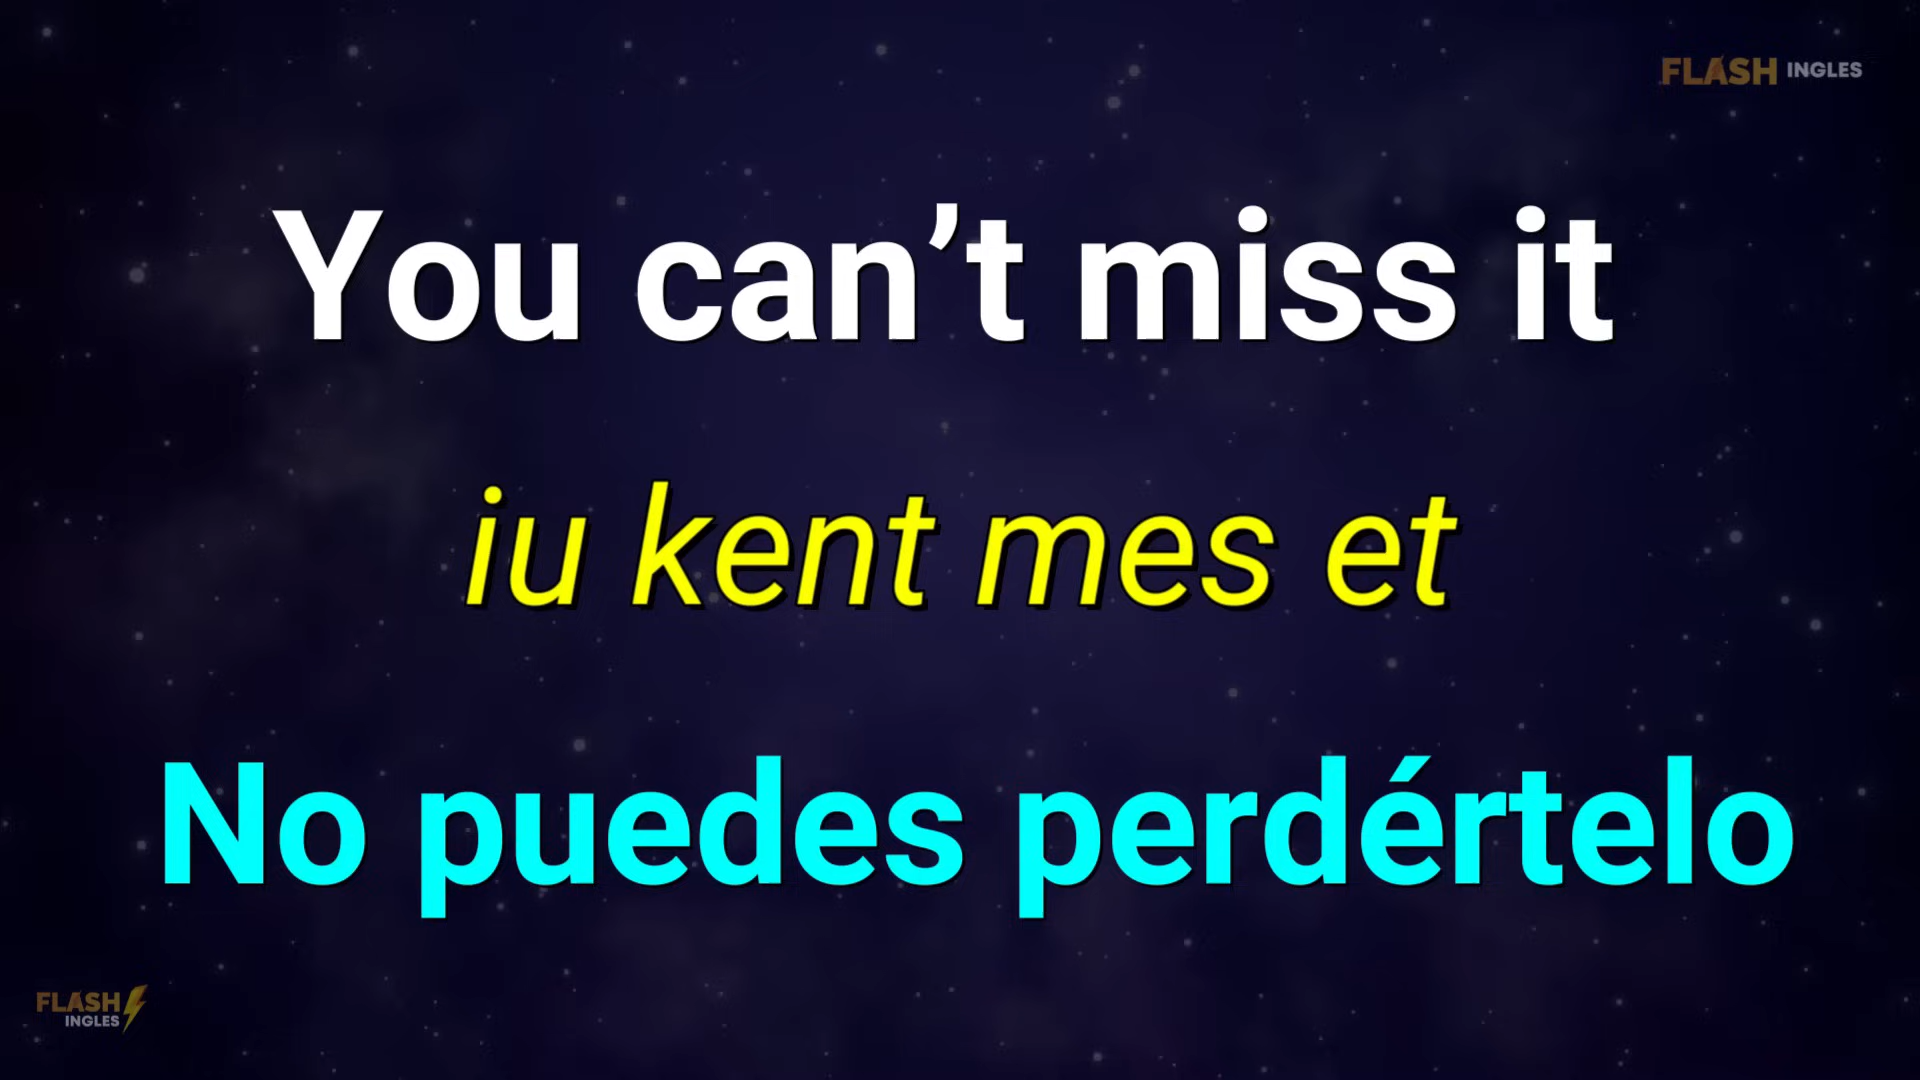 FLASH INGLES
You can’t miss it
iu kent mes et
No puedes perdértelo
FLASH
INGLES